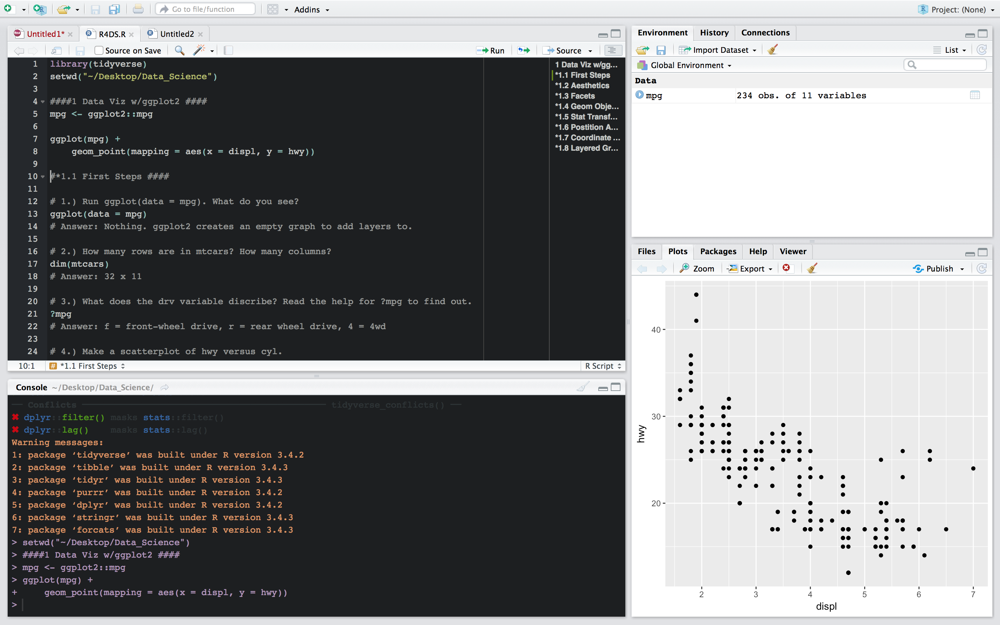 Go to file/function
Addins
Project: (None)
Untitled1*
R4DS.R
Untitled2
Source on Save
Run
Source
1 library(tidyverse)
2 setwd("~/Desktop/Data_Science")
3
4 ####1 Data Viz w/ggplot2 ####
5 mpg <- ggplot2::mpg
6
7 ggplot(mpg) +
8 geom_point(mapping = aes(x = displ, y = hwy))
9
10 #*1.1 First Steps ####
11
12 # 1.) Run ggplot(data = mpg). What do you see?
13 ggplot(data = mpg)
14 # Answer: Nothing. ggplot2 creates an empty graph to add layers to.
15
16 # 2.) How many rows are in mtcars? How many columns?
17 dim(mtcars)
18 # Answer: 32 x 11
19
20 # 3.) What does the drv variable discribe? Read the help for ?mpg to find out.
21 ?mpg
22 # Answer: f = front-wheel drive, r = rear wheel drive, 4 = 4wd
23
24 # 4.) Make a scatterplot of hwy versus cyl.
1 Data Viz w/gg...
*1.1 First Steps
*1.2 Aesthetics
*1.3 Facets
*1.4 Geom Obje...
*1.5 Stat Transf...
*1.6 Postition A...
*1.7 Coordinate ...
*1.8 Layered Gr...
10:1
# *1.1 First Steps
R Script
Console ~/Desktop/Data_Science/
── Conflicts ── tidyverse_conflicts() ──
✖ dplyr::filter() masks stats::filter()
✖ dplyr::lag() masks stats::lag()
Warning messages:
1: package ‘tidyverse’ was built under R version 3.4.2
2: package ‘tibble’ was built under R version 3.4.3
3: package ‘tidyr’ was built under R version 3.4.3
4: package ‘purrr’ was built under R version 3.4.2
5: package ‘dplyr’ was built under R version 3.4.2
6: package ‘stringr’ was built under R version 3.4.3
7: package ‘forcats’ was built under R version 3.4.3
> setwd("~/Desktop/Data_Science")
> ####1 Data Viz w/ggplot2 ####
> mpg <- ggplot2::mpg
> ggplot(mpg) +
+ geom_point(mapping = aes(x = displ, y = hwy))
>
Environment
History
Connections
Import Dataset
List
Global Environment
Data
mpg 234 obs. of 11 variables
Files
Plots
Packages
Help
Viewer
Zoom
Export
Publish
40
30
20
hwy
2 3 4 5 6 7
displ